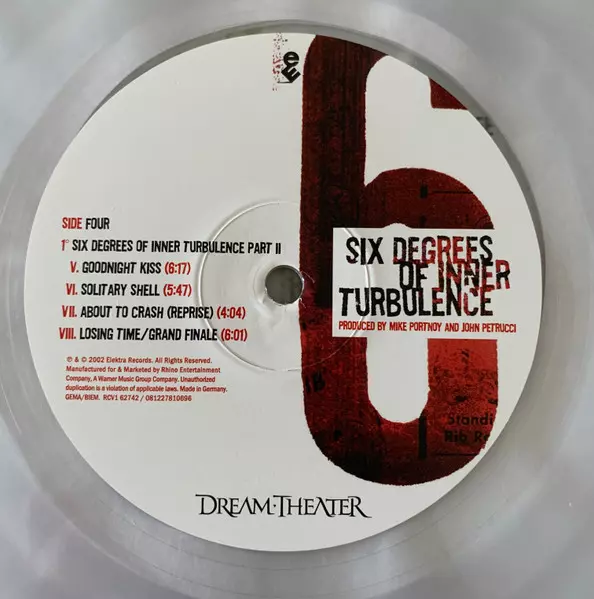 SIDE FOUR
1° SIX DEGREES OF INNER TURBULENCE PART II
V. GOODNIGHT KISS (6:17)
VI. SOLITARY SHELL (5:47)
VII. ABOUT TO CRASH (REPRISE) (4:04)
VIII. LOSING TIME/GRAND FINALE (6:01)
℗ & © 2002 Elektra Records. All Rights Reserved.
Manufactured for & Marketed by Rhino Entertainment
Company, A Warner Music Group Company. Unauthorized
duplication is a violation of applicable laws. Made in Germany.
GEMA/BIEM. RCV1 62742 / 081227810696
6
SIX DEGREES
OF INNER
TURBULENCE
PRODUCED BY MIKE PORTNOY AND JOHN PETRUCCI
DREAM·THEATER